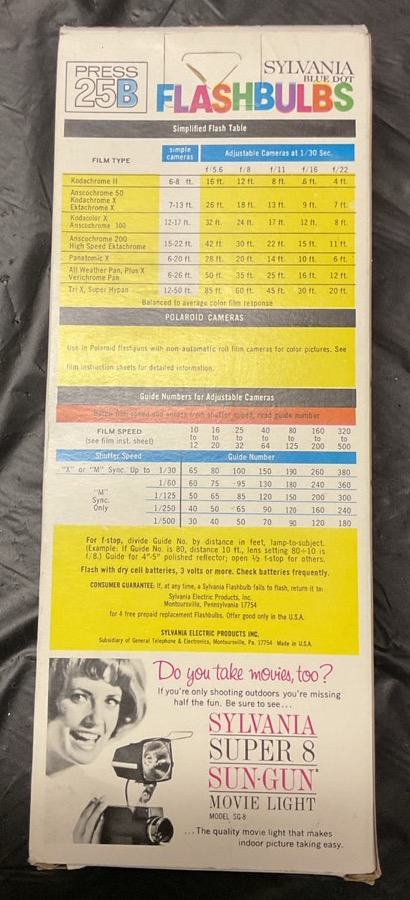 PRESS
25B
SYLVANIA
BLUE DOT
FLASHBULBS
Simplified Flash Table
FILM TYPE simple cameras Adjustable Cameras at 1/30 Sec.
f/5.6 f/8 f/11 f/16 f/22
Kodachrome II 6-8 ft. 16 ft. 12 ft. 8 ft. 6 ft. 4 ft.
Anscochrome 50
Kodachrome X
Ektachrome X 7-13 ft. 26 ft. 18 ft. 13 ft. 9 ft. 7 ft.
Kodacolor X
Anscochrome 100 12-17 ft. 32 ft. 24 ft. 17 ft. 12 ft. 8 ft.
Anscochrome 200
High Speed Ektachrome 15-22 ft. 42 ft. 30 ft. 22 ft. 15 ft. 11 ft.
Panatomic X 6-20 ft. 28 ft. 20 ft. 14 ft. 10 ft. 6 ft.
All Weather Pan, Plus X
Verichrome Pan 6-26 ft. 50 ft. 35 ft. 25 ft. 16 ft. 12 ft.
Tri X, Super Hypan 12-50 ft. 85 ft. 60 ft. 45 ft. 30 ft. 20 ft.
Balanced to average color film response
POLAROID CAMERAS
Use in Polaroid flashguns with non-automatic roll film cameras for color pictures. See
film instruction sheets for detailed information.
Guide Numbers for Adjustable Cameras
Match film speed and across from shutter speed, read guide number
FILM SPEED 10 16 25 40 80 160 320
(see film inst. sheet) to to to to to to to
12 20 32 64 125 200 500
Shutter Speed Guide Number
"X" or "M" Sync. Up to 1/30 65 80 100 150 190 260 380
1/60 60 75 95 130 180 240 360
"M"
Sync.
Only
1/125 50 65 85 120 150 200 300
1/250 40 50 65 90 120 160 240
1/500 30 40 50 70 90 120 180
For f-stop, divide Guide No. by distance in feet, lamp-to-subject.
(Example: If Guide No. is 80, distance 10 ft., lens setting 80÷10 is
f/8.) Guide for 4"-5" polished reflector; open ½ f-stop for others.
Flash with dry cell batteries, 3 volts or more. Check batteries frequently.
CONSUMER GUARANTEE: If, at any time, a Sylvania Flashbulb fails to flash, return it to:
Sylvania Electric Products, Inc.
Montoursville, Pennsylvania 17754
for 4 free prepaid replacement Flashbulbs. Offer good only in the U.S.A.
SYLVANIA ELECTRIC PRODUCTS INC.
Subsidiary of General Telephone & Electronics, Montoursville, Pa. 17754 Made in U.S.A.
Do you take movies, too?
If you're only shooting outdoors you're missing
half the fun. Be sure to see...
SYLVANIA
SUPER 8
SUN-GUN*
MOVIE LIGHT
MODEL SG-8
...The quality movie light that makes
indoor picture taking easy.